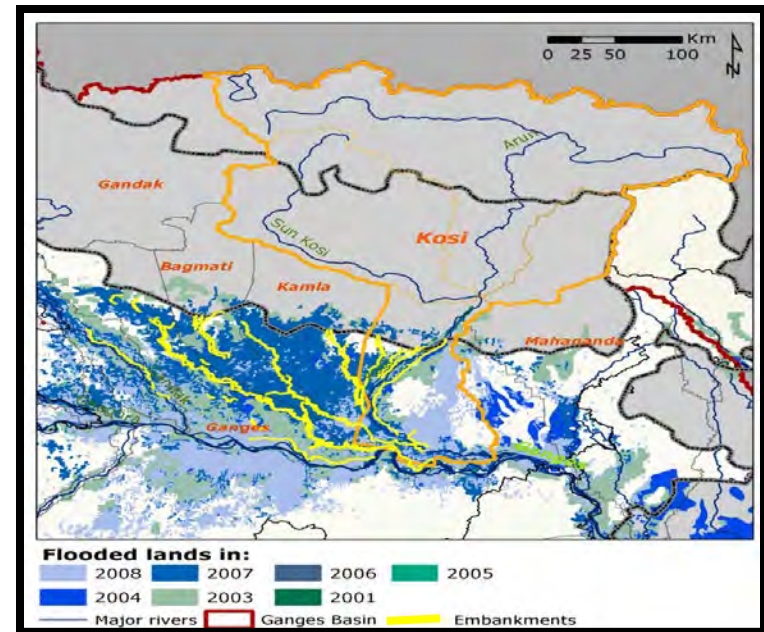 Km
0 25 50 100
N
Arun
Gandak
Sun Kosi
Kosi
Bagmati
Kamla
Mahananda
Ganges
Flooded lands in:
2008 2007 2006 2005
2004 2003 2001
Major rivers Ganges Basin Embankments